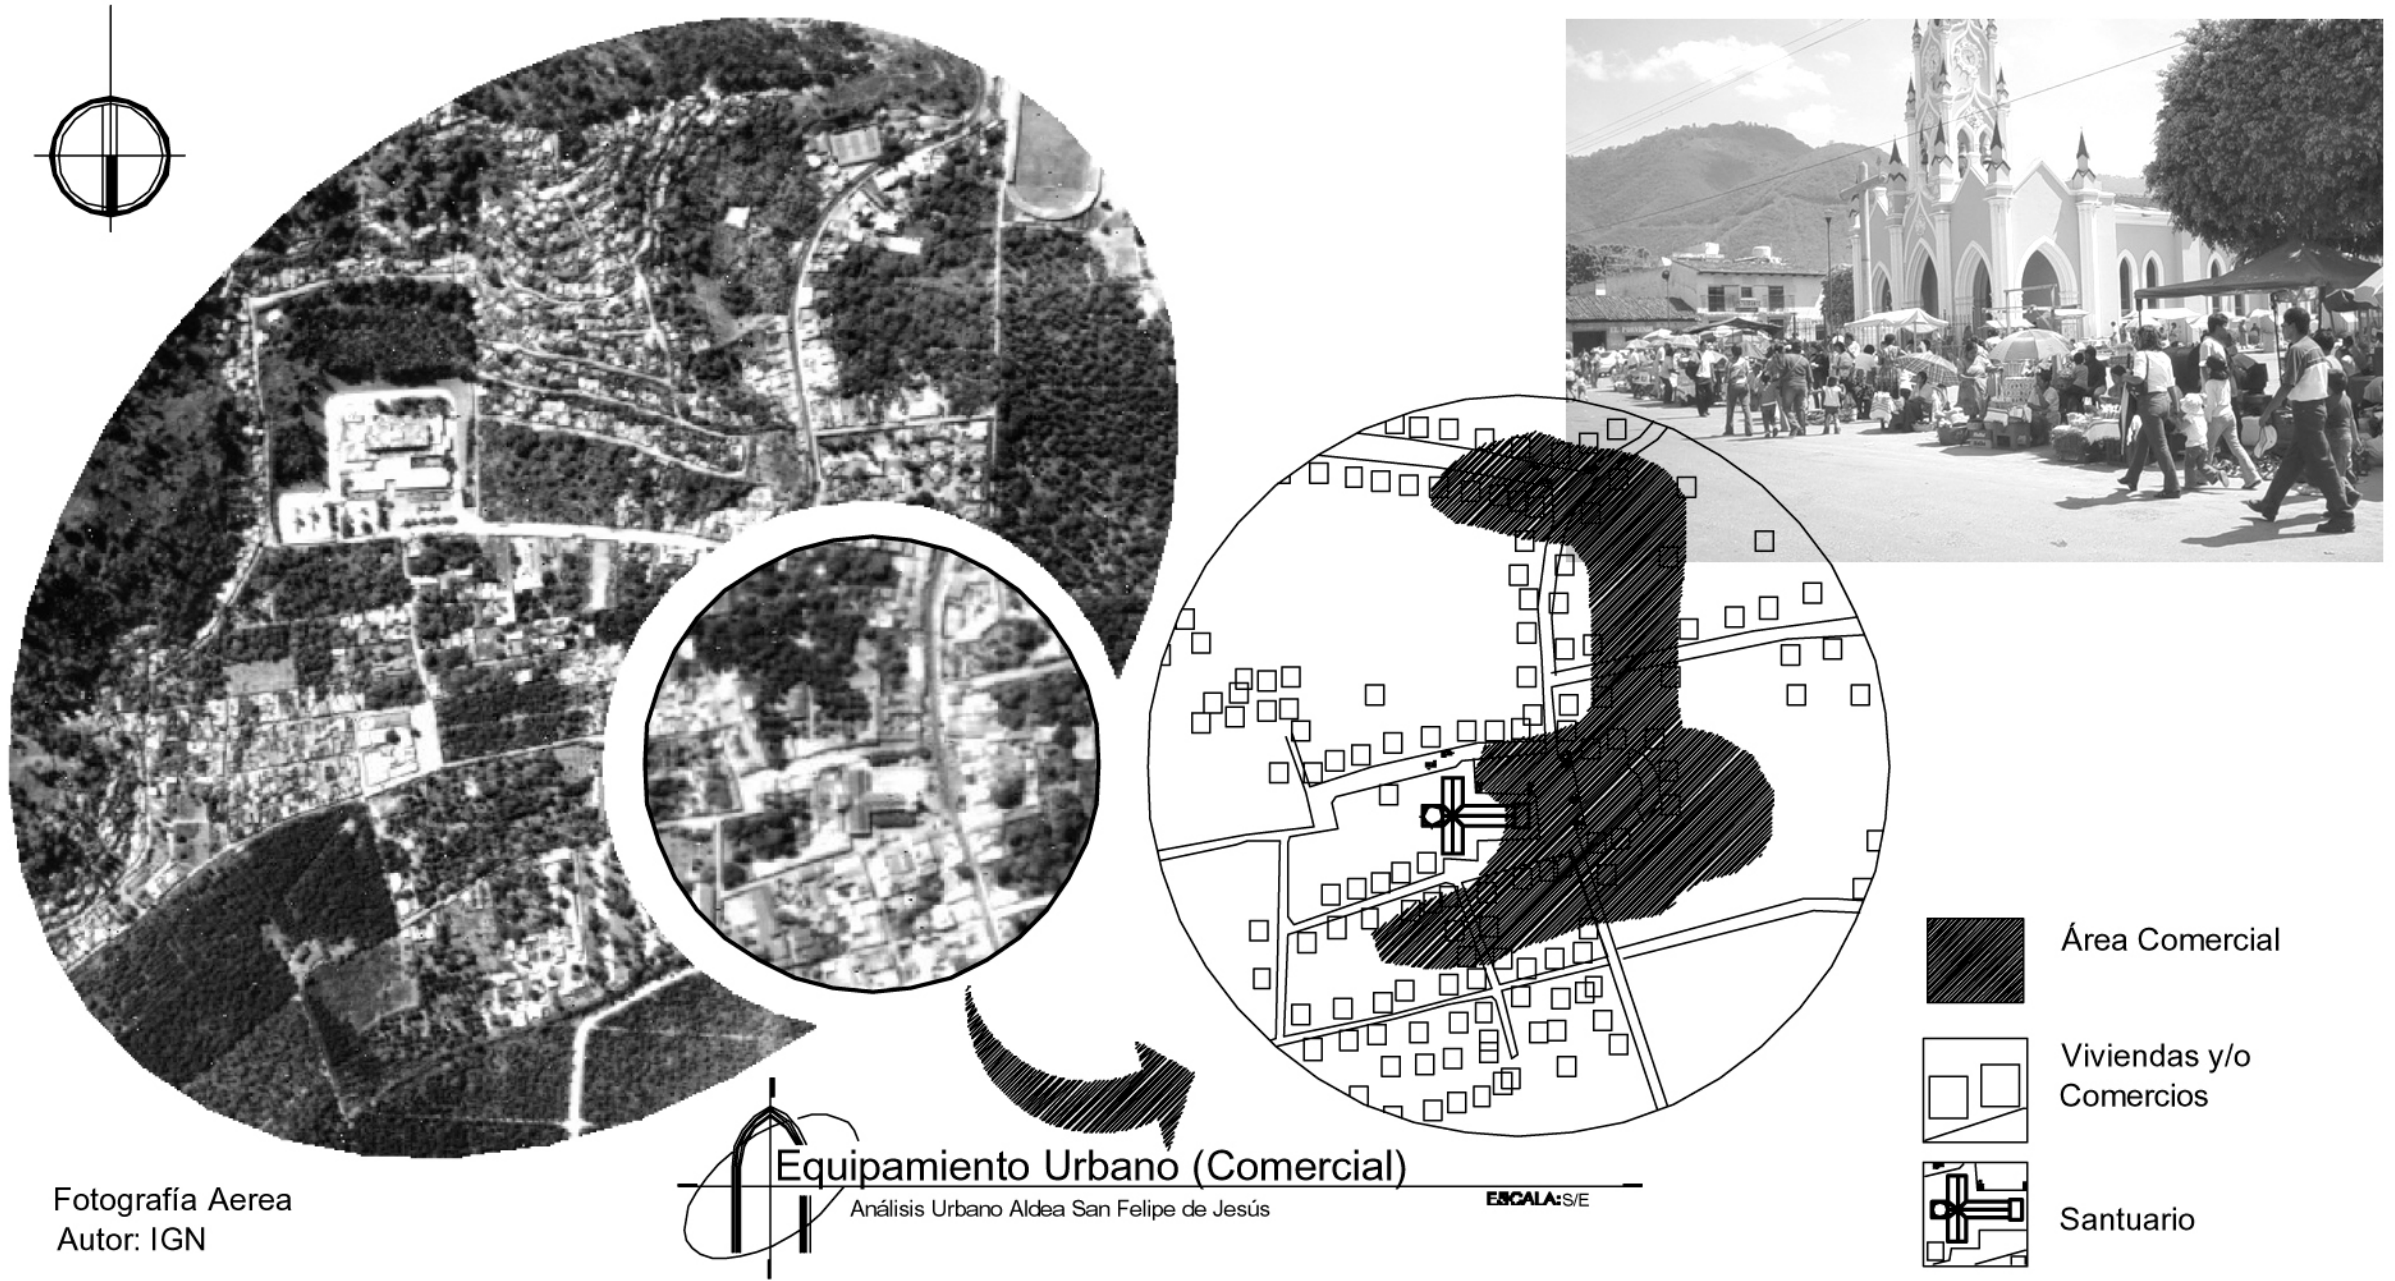 Área Comercial
Viviendas y/o
Comercios
Santuario
Equipamiento Urbano (Comercial)
Análisis Urbano Aldea San Felipe de Jesús
ESCALA: S/E
Fotografía Aerea
Autor: IGN